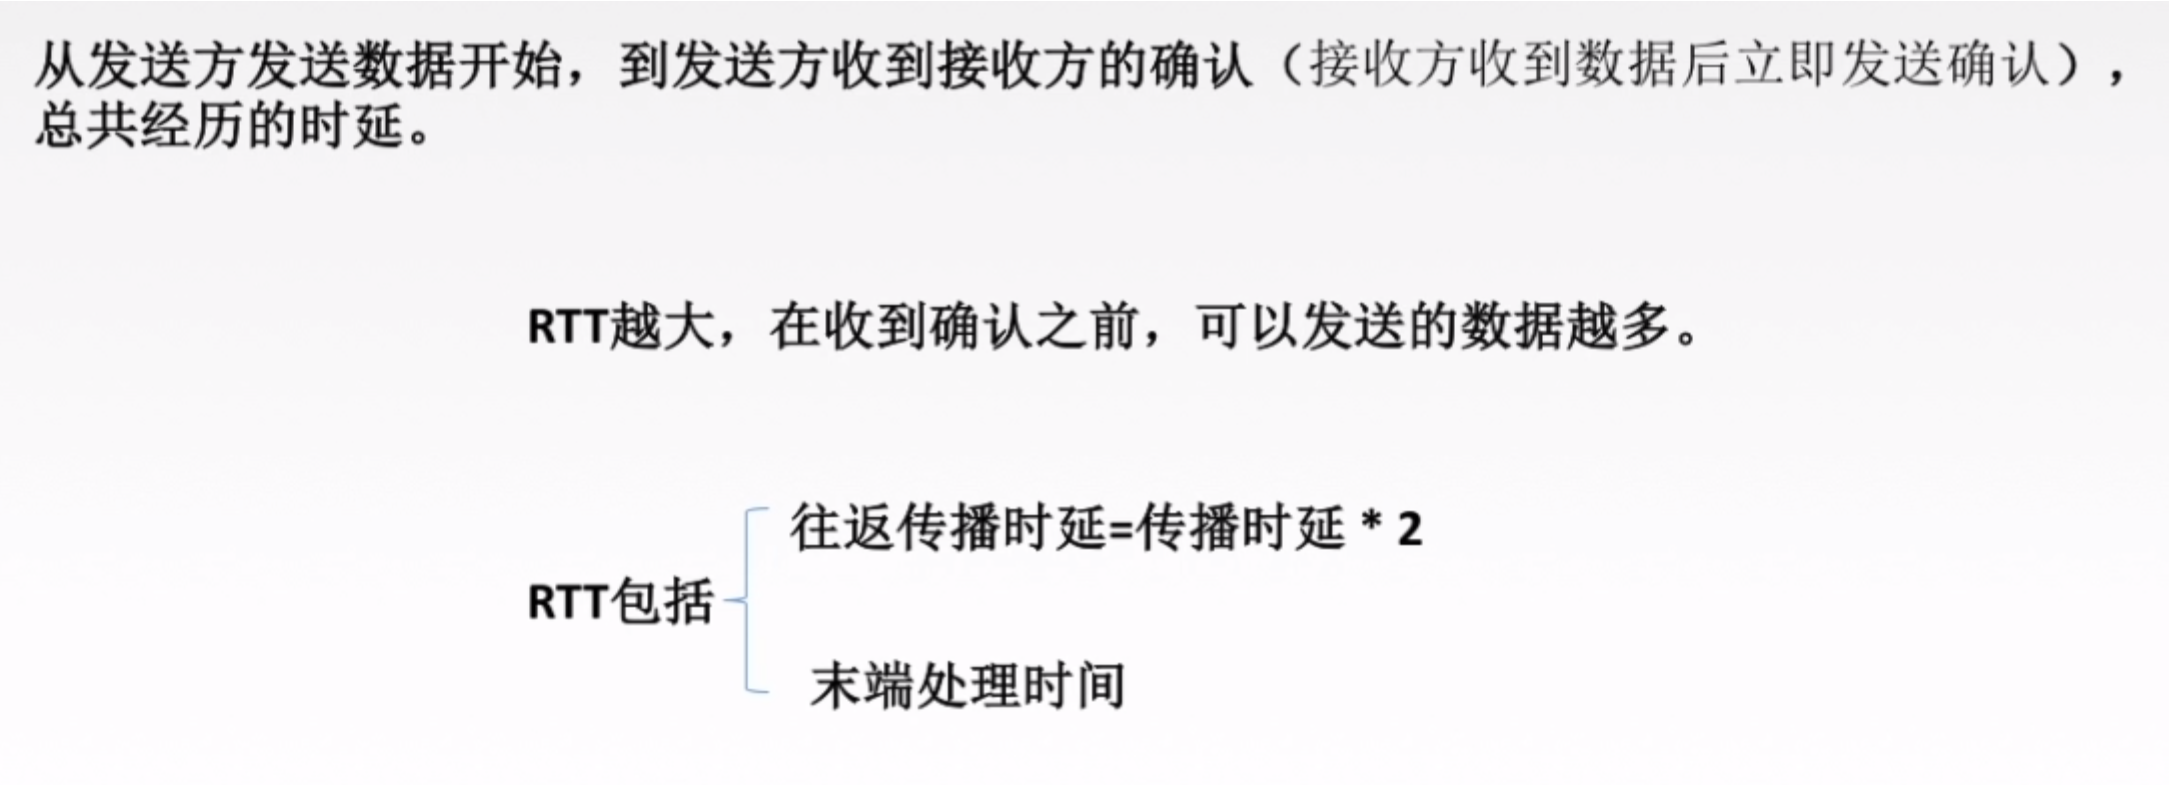 从发送方发送数据开始，到发送方收到接收方的确认（接收方收到数据后立即发送确认），
总共经历的时延。
RTT越大，在收到确认之前，可以发送的数据越多。
往返传播时延=传播时延 * 2
RTT包括
末端处理时间